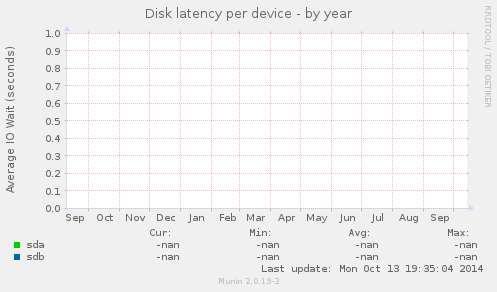 Disk latency per device - by year
RRDTOOL / TOBI OETIKER
Average IO Wait (seconds)
1.0
0.9
0.8
0.7
0.6
0.5
0.4
0.3
0.2
0.1
0.0
Sep Oct Nov Dec Jan Feb Mar Apr May Jun Jul Aug Sep
Cur: Min: Avg: Max:
sda -nan -nan -nan -nan
sdb -nan -nan -nan -nan
Last update: Mon Oct 13 19:35:04 2014
Munin 2.0.19-3